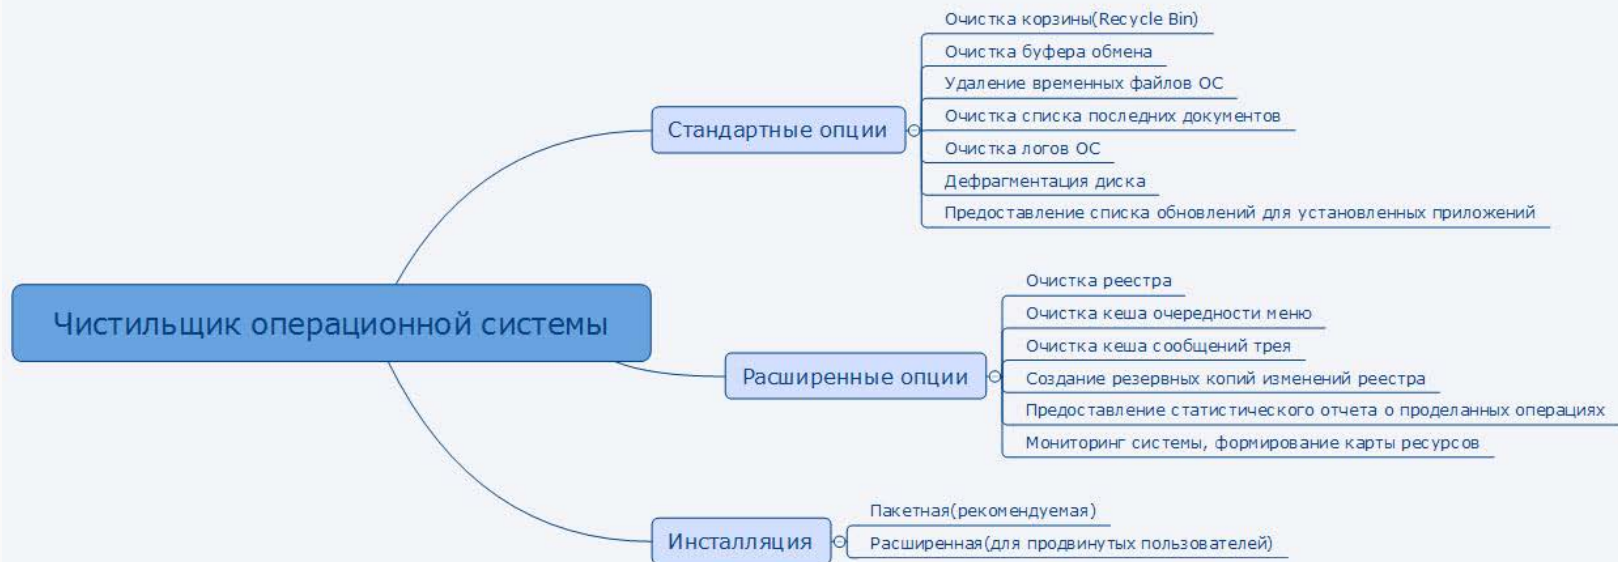 Очистка корзины(Recycle Bin)
Очистка буфера обмена
Удаление временных файлов ОС
Стандартные опции
Очистка списка последних документов
Очистка логов ОС
Дефрагментация диска
Предоставление списка обновлений для установленных приложений
Чистильщик операционной системы
Очистка реестра
Очистка кеша очередности меню
Очистка кеша сообщений трея
Расширенные опции
Создание резервных копий изменений реестра
Предоставление статистического отчета о проделанных операциях
Мониторинг системы, формирование карты ресурсов
Инсталляция
Пакетная(рекомендуемая)
Расширенная(для продвинутых пользователей)